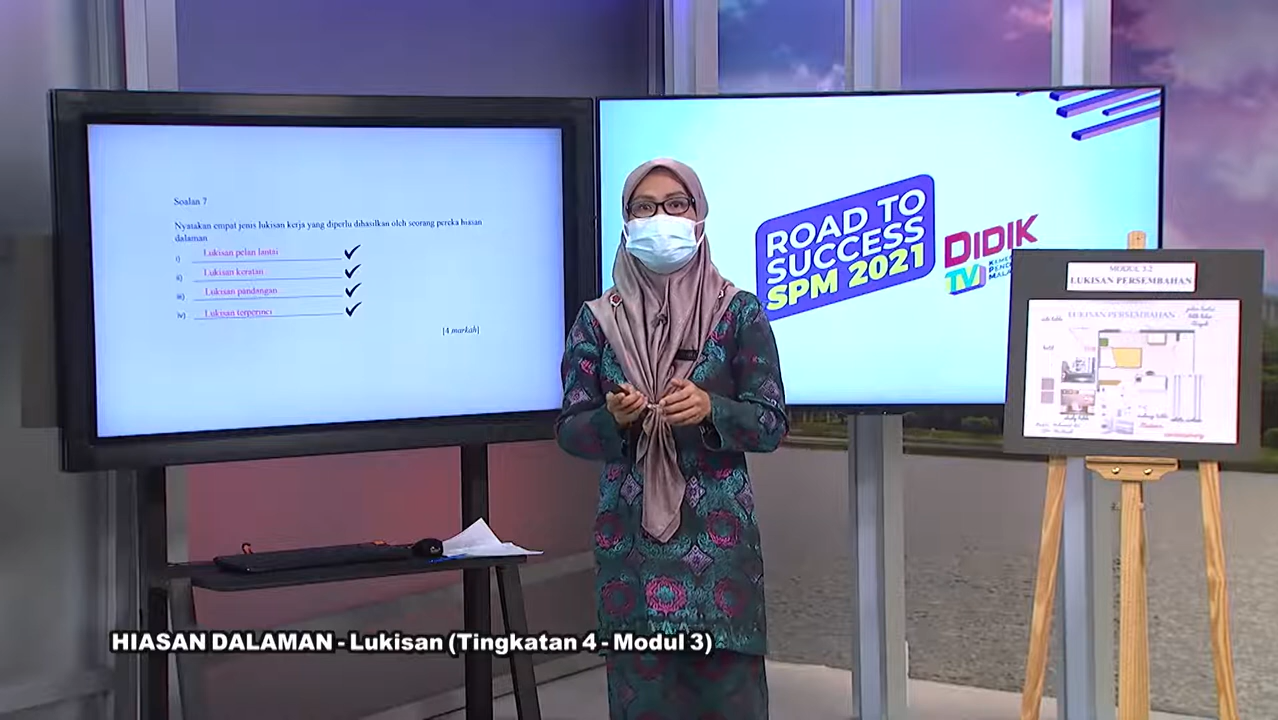 Soalan 7
Nyatakan empat jenis lukisan kerja yang diperlu dihasilkan oleh seorang pereka hiasan
dalaman
i) Lukisan pelan lantai
ii) Lukisan keratan
iii) Lukisan pandangan
iv) Lukisan terperinci
[4 markah]
ROAD TO
SUCCESS
SPM 2021
DIDIK
TV
MODUL 3.2
LUKISAN PERSEMBAHAN
LUKISAN PERSEMBAHAN
HIASAN DALAMAN - Lukisan (Tingkatan 4 - Modul 3)